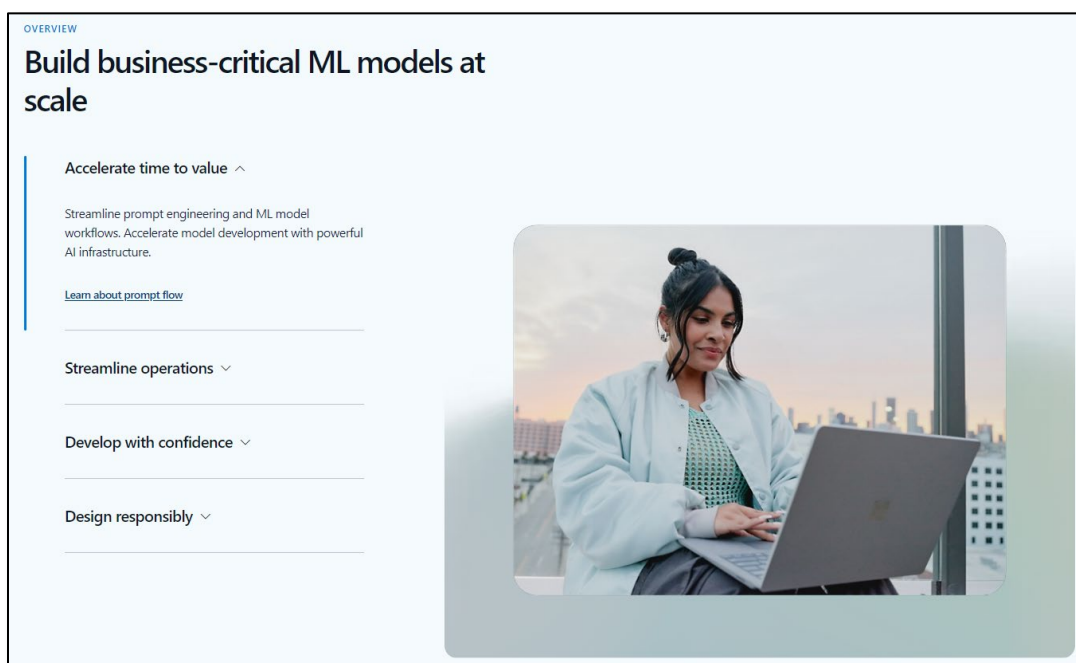 OVERVIEW
Build business-critical ML models at
scale
Accelerate time to value
Streamline prompt engineering and ML model
workflows. Accelerate model development with powerful
AI infrastructure.
Learn about prompt flow
Streamline operations
Develop with confidence
Design responsibly